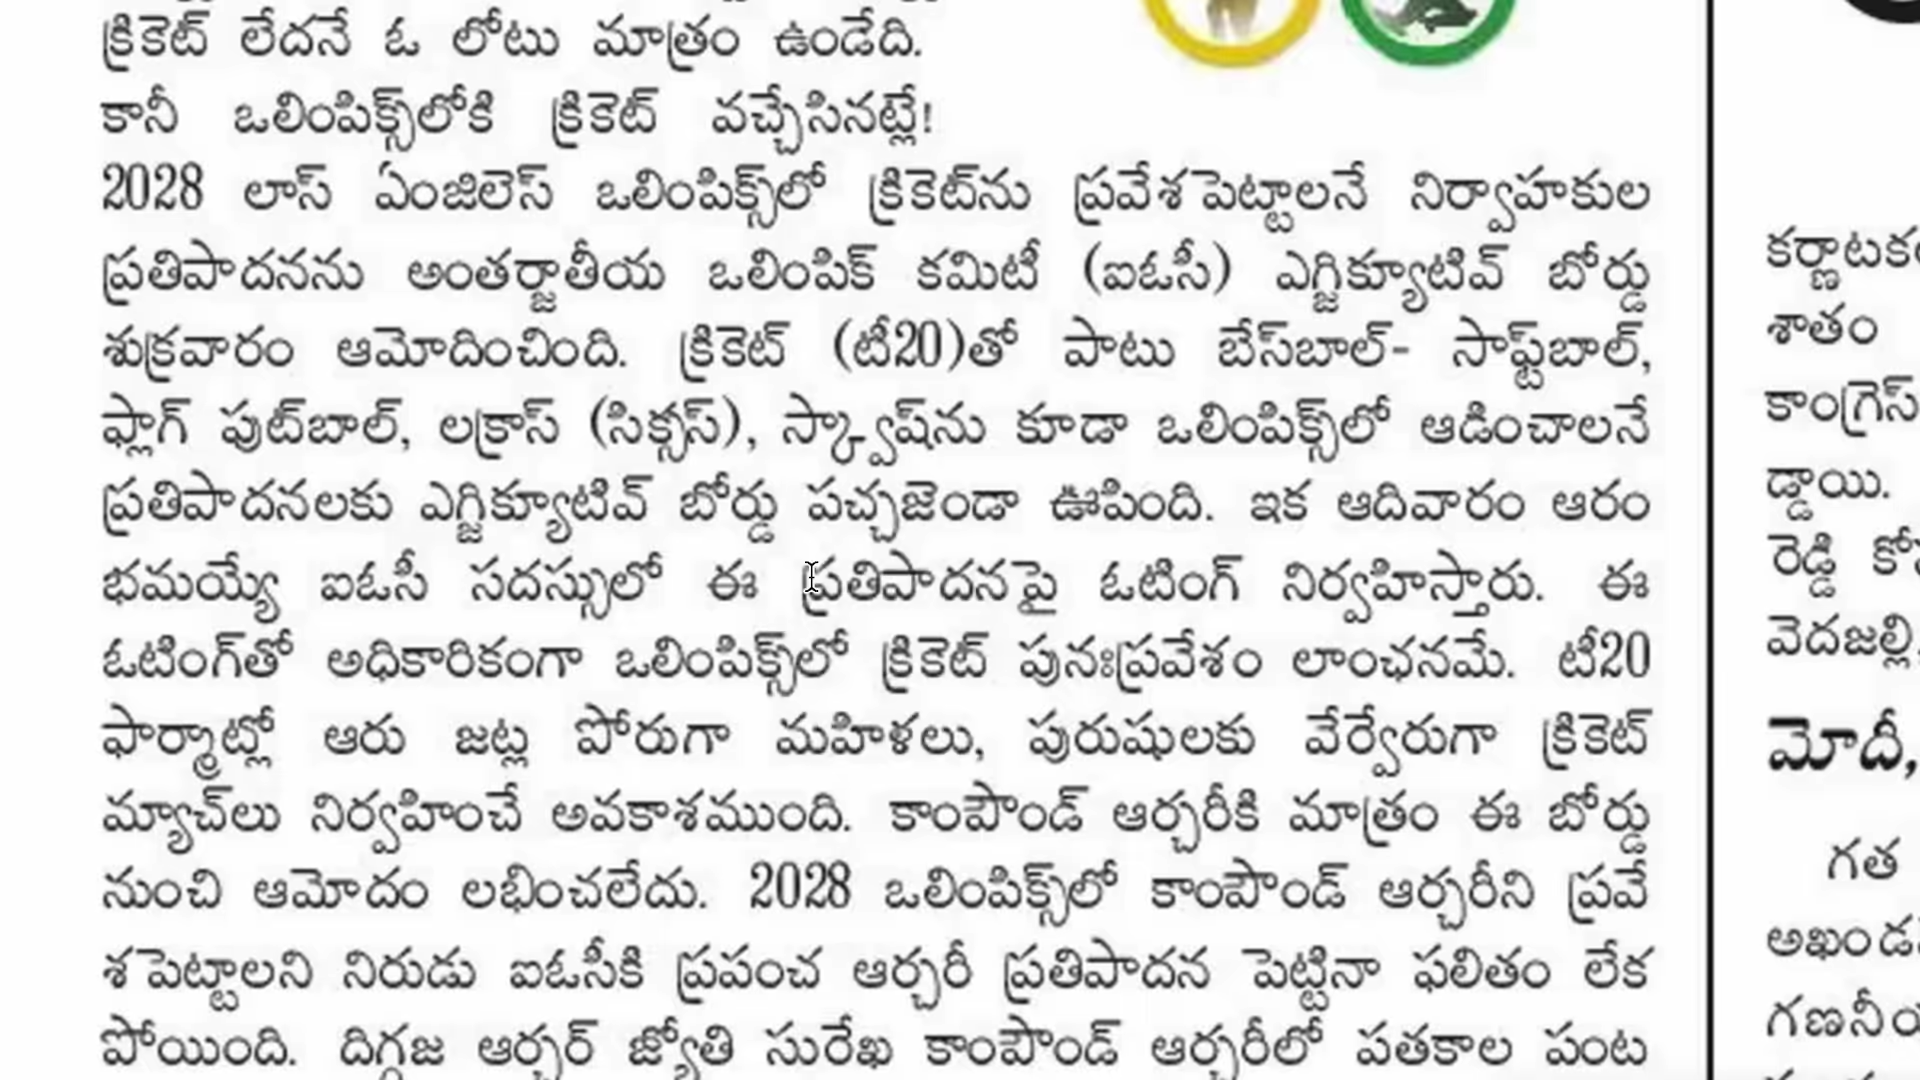 క్రికెట్ లేదనే ఓ లోటు మాత్రం ఉండేది.
కానీ ఒలింపిక్స్‌లోకి క్రికెట్ వచ్చేసినట్లే!
2028 లాస్ ఏంజిలెస్ ఒలింపిక్స్‌లో క్రికెట్‌ను ప్రవేశపెట్టాలనే నిర్వాహకుల
ప్రతిపాదనను అంతర్జాతీయ ఒలింపిక్ కమిటీ (ఐఓసీ) ఎగ్జిక్యూటివ్ బోర్డు
శుక్రవారం ఆమోదించింది. క్రికెట్ (టీ20)తో పాటు బేస్‌బాల్- సాఫ్ట్‌బాల్,
ఫ్లాగ్ ఫుట్‌బాల్, లక్రాస్ (సిక్సస్), స్క్వాష్‌ను కూడా ఒలింపిక్స్‌లో ఆడించాలనే
ప్రతిపాదనలకు ఎగ్జిక్యూటివ్ బోర్డు పచ్చజెండా ఊపింది. ఇక ఆదివారం ఆరం
భమయ్యే ఐఓసీ సదస్సులో ఈ ప్రతిపాదనపై ఓటింగ్ నిర్వహిస్తారు. ఈ
ఓటింగ్‌తో అధికారికంగా ఒలింపిక్స్‌లో క్రికెట్ పునఃప్రవేశం లాంఛనమే. టీ20
ఫార్మాట్లో ఆరు జట్ల పోరుగా మహిళలు, పురుషులకు వేర్వేరుగా క్రికెట్
మ్యాచ్‌లు నిర్వహించే అవకాశముంది. కాంపౌండ్ ఆర్చరీకి మాత్రం ఈ బోర్డు
నుంచి ఆమోదం లభించలేదు. 2028 ఒలింపిక్స్‌లో కాంపౌండ్ ఆర్చరీని ప్రవే
శపెట్టాలని నిరుడు ఐఓసీకి ప్రపంచ ఆర్చరీ ప్రతిపాదన పెట్టినా ఫలితం లేక
పోయింది. దిగ్గజ ఆర్చర్ జ్యోతి సురేఖ కాంపౌండ్ ఆర్చరీలో పతకాల పంట
శాతం
కాంగ్రెస్
డ్డాయి.
రెడ్డి
వెదజల్లి
మోదీ,
గత